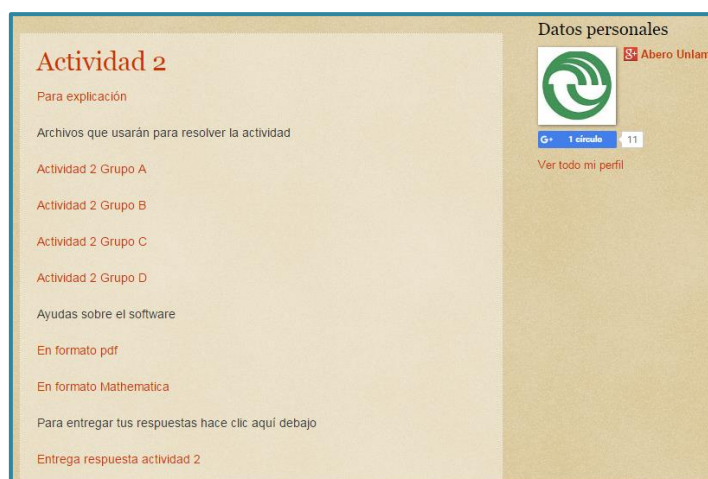 Actividad 2
Para explicación
Archivos que usarán para resolver la actividad
Actividad 2 Grupo A
Actividad 2 Grupo B
Actividad 2 Grupo C
Actividad 2 Grupo D
Ayudas sobre el software
En formato pdf
En formato Mathematica
Para entregar tus respuestas hace clic aquí debajo
Entrega respuesta actividad 2
Datos personales
g+ Abero Unlam
G+ 1 círculo 11
Ver todo mi perfil